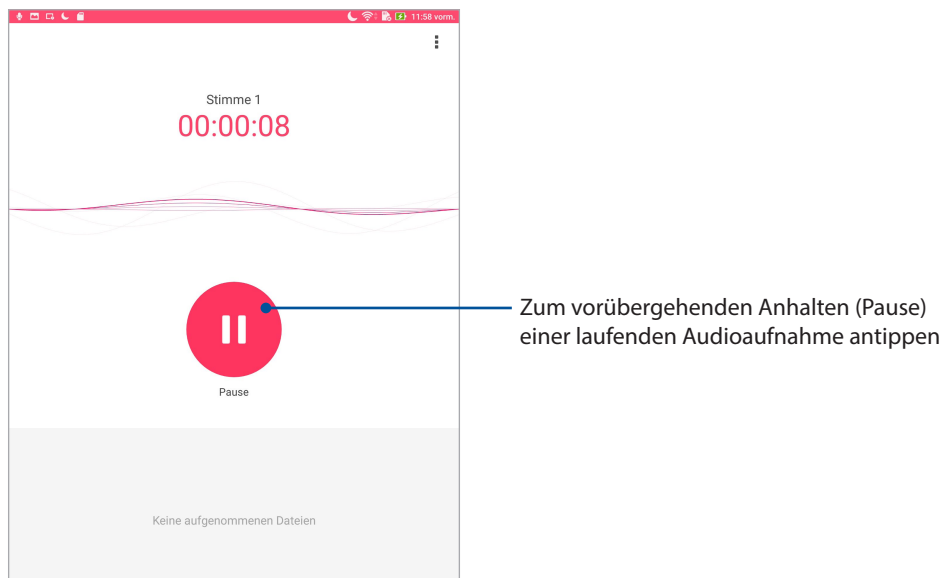 11:58 vorm.
Stimme 1
00:00:08
Zum vorübergehenden Anhalten (Pause)
einer laufenden Audioaufnahme antippen
Pause
Keine aufgenommenen Dateien